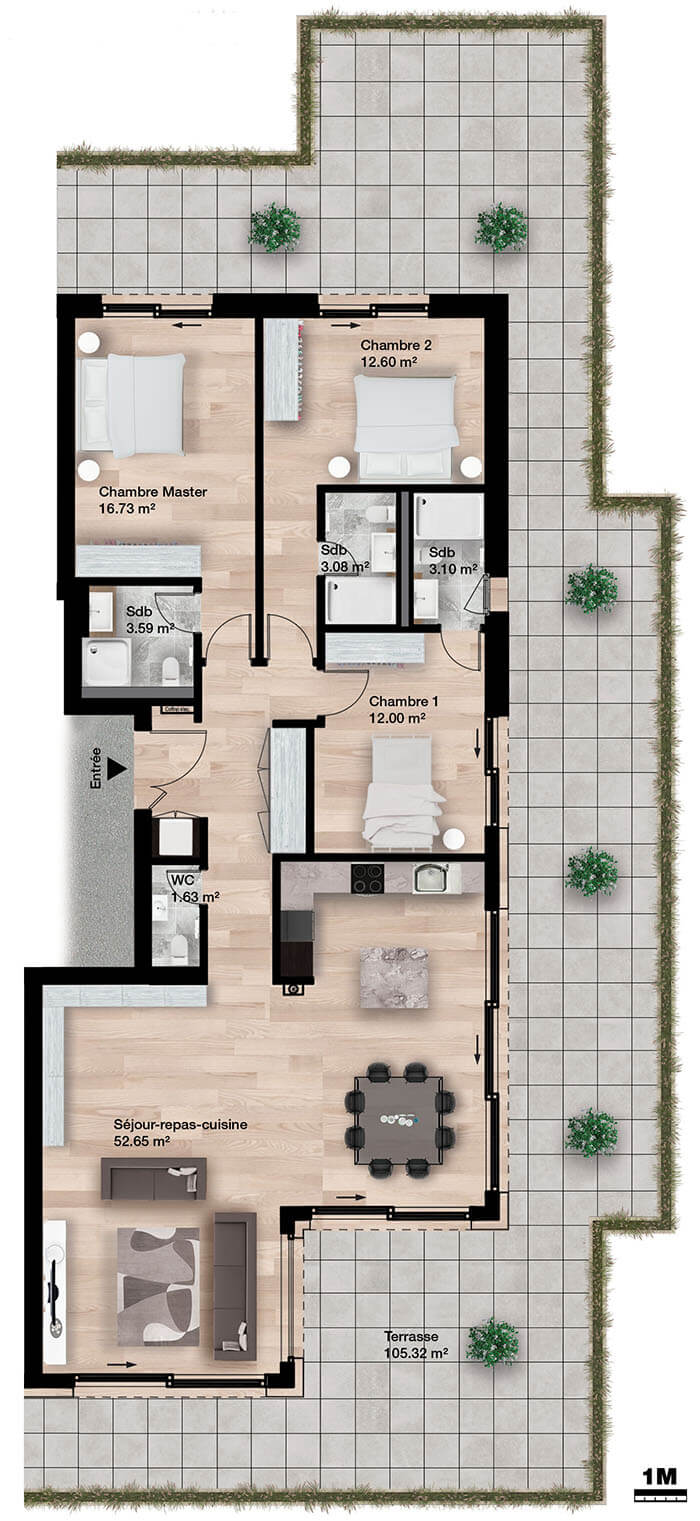 Chambre 2
12.60 m²
Chambre Master
16.73 m²
Sdb
3.08 m²
Sdb
3.10 m²
Sdb
3.59 m²
Chambre 1
12.00 m²
Coffret élec.
Entrée
WC
1.63 m²
Séjour-repas-cuisine
52.65 m²
Terrasse
105.32 m²
1M